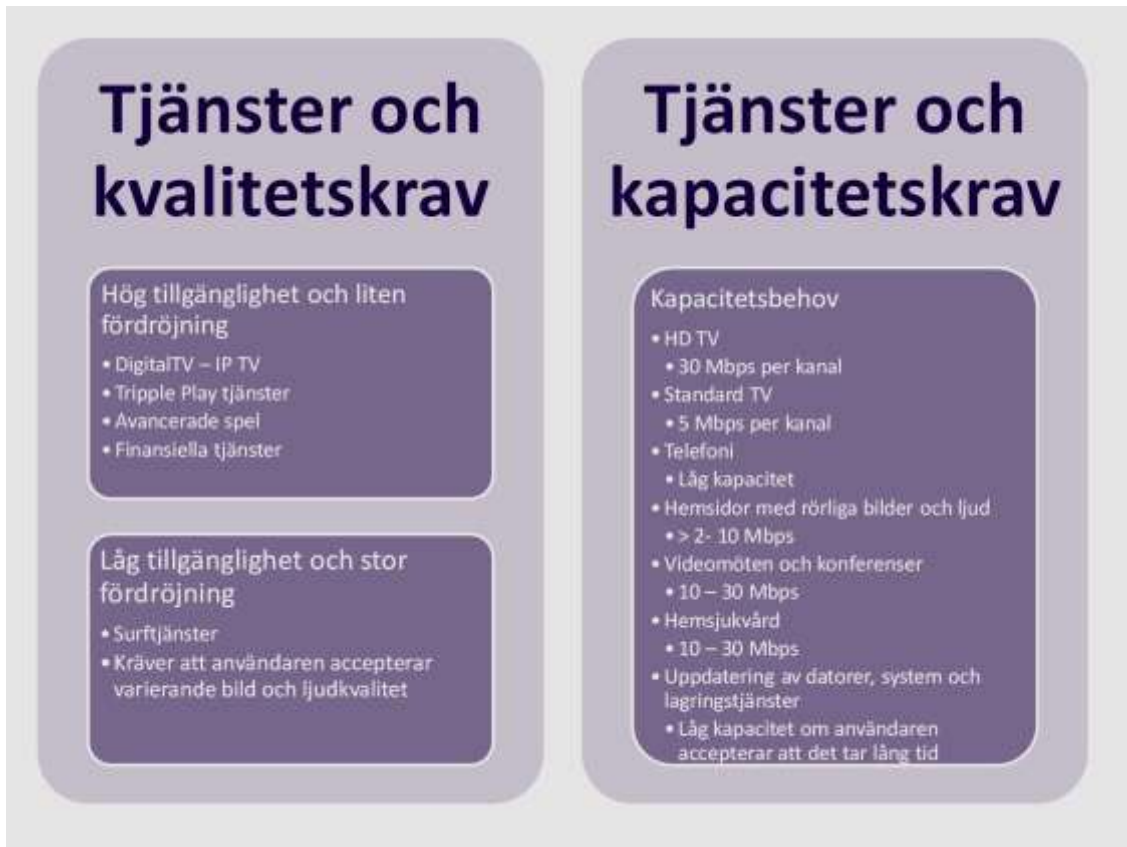 Tjänster och
kvalitetskrav
Hög tillgänglighet och liten
fördröjning
• DigitalTV – IP TV
• Tripple Play tjänster
• Avancerade spel
• Finansiella tjänster
Låg tillgänglighet och stor
fördröjning
• Surftjänster
• Kräver att användaren accepterar
varierande bild och ljudkvalitet
Tjänster och
kapacitetskrav
Kapacitetsbehov
• HD TV
• 30 Mbps per kanal
• Standard TV
• 5 Mbps per kanal
• Telefoni
• Låg kapacitet
• Hemsidor med rörliga bilder och ljud
• > 2- 10 Mbps
• Videomöten och konferenser
• 10 – 30 Mbps
• Hemsjukvård
• 10 – 30 Mbps
• Uppdatering av datorer, system och
lagringstjänster
• Låg kapacitet om användaren
accepterar att det tar lång tid